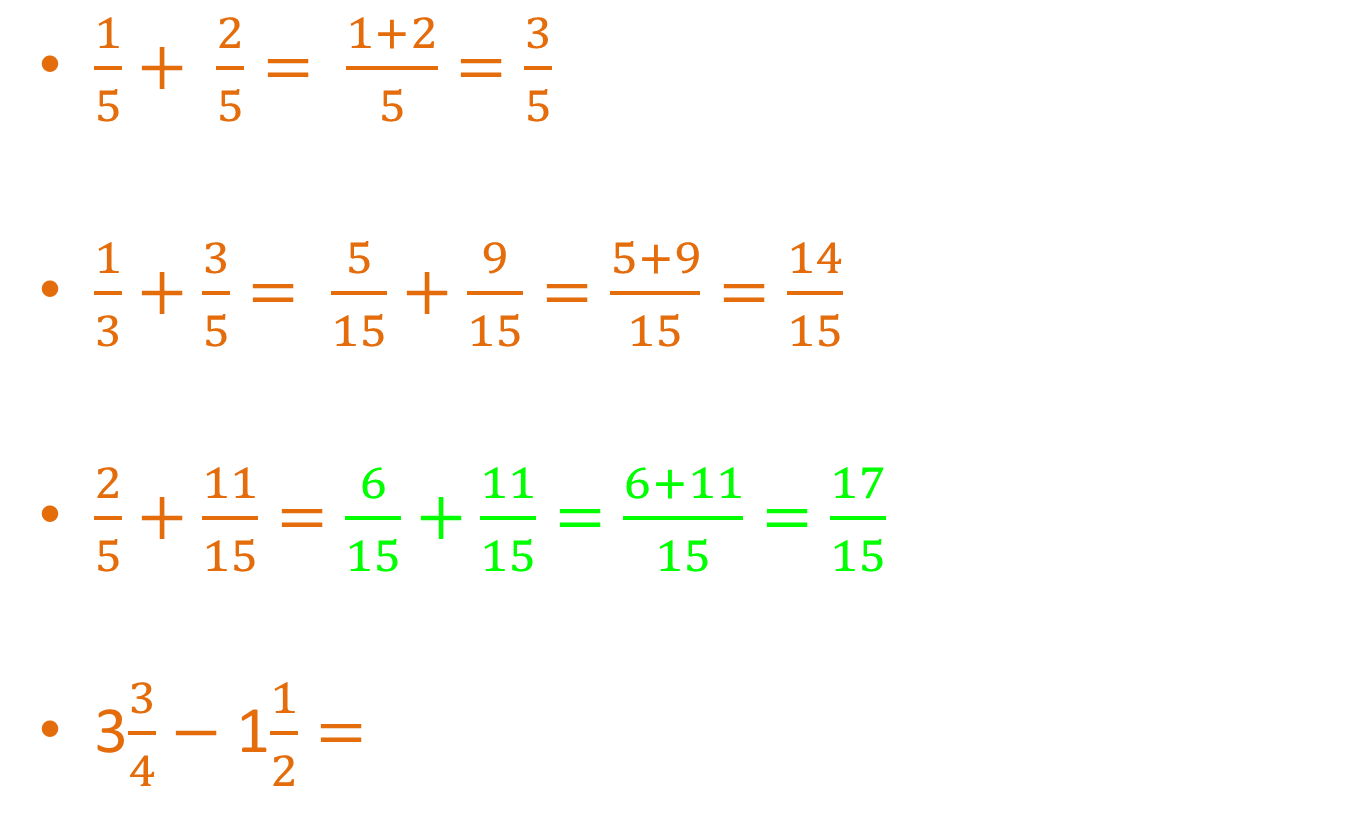 • 1/5 + 2/5 = (1+2)/5 = 3/5
• 1/3 + 3/5 = 5/15 + 9/15 = (5+9)/15 = 14/15
• 2/5 + 11/15 = 6/15 + 11/15 = (6+11)/15 = 17/15
• 3 3/4 − 1 1/2 =